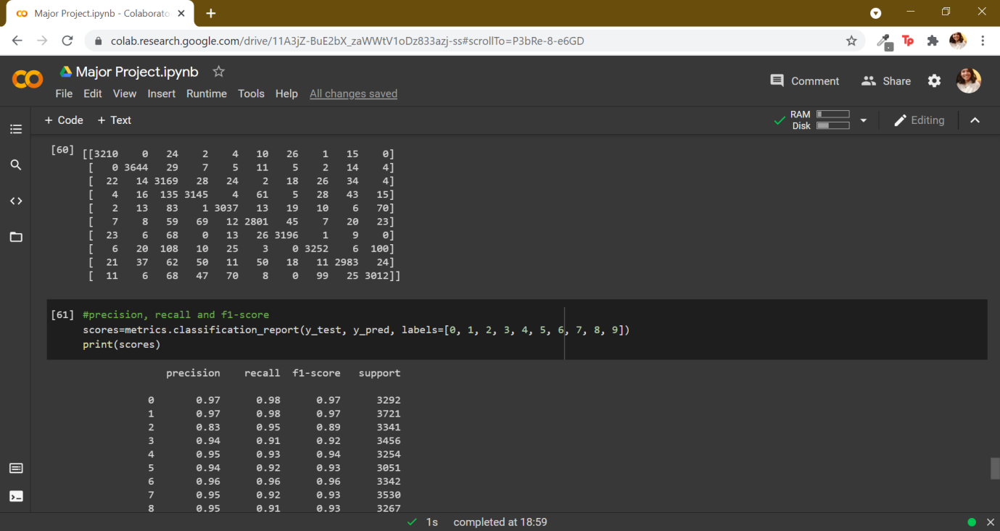 Major Project.ipynb - Colaborato
colab.research.google.com/drive/11A3jZ-BuE2bX_zaWWtV1oDz833azj-ss#scrollTo=P3bRe-8-e6GD
Major Project.ipynb
Comment Share
File Edit View Insert Runtime Tools Help All changes saved
+ Code + Text
RAM
Disk
Editing
[60] [[3210 0 24 2 4 10 26 1 15 0]
[ 0 3644 29 7 5 11 5 2 14 4]
[ 22 14 3169 28 24 2 18 26 34 4]
[ 4 16 135 3145 4 61 5 28 43 15]
[ 2 13 83 1 3037 13 19 10 6 70]
[ 7 8 59 69 12 2801 45 7 20 23]
[ 23 6 68 0 13 26 3196 1 9 0]
[ 6 20 108 10 25 3 0 3252 6 100]
[ 21 37 62 50 11 50 18 11 2983 24]
[ 11 6 68 47 70 8 0 99 25 3012]]
[61] #precision, recall and f1-score
scores=metrics.classification_report(y_test, y_pred, labels=[0, 1, 2, 3, 4, 5, 6, 7, 8, 9])
print(scores)
precision recall f1-score support
0 0.97 0.98 0.97 3292
1 0.97 0.98 0.97 3721
2 0.83 0.95 0.89 3341
3 0.94 0.91 0.92 3456
4 0.95 0.93 0.94 3254
5 0.94 0.92 0.93 3051
6 0.96 0.96 0.96 3342
7 0.95 0.92 0.93 3530
8 0.95 0.91 0.93 3267
1s completed at 18:59